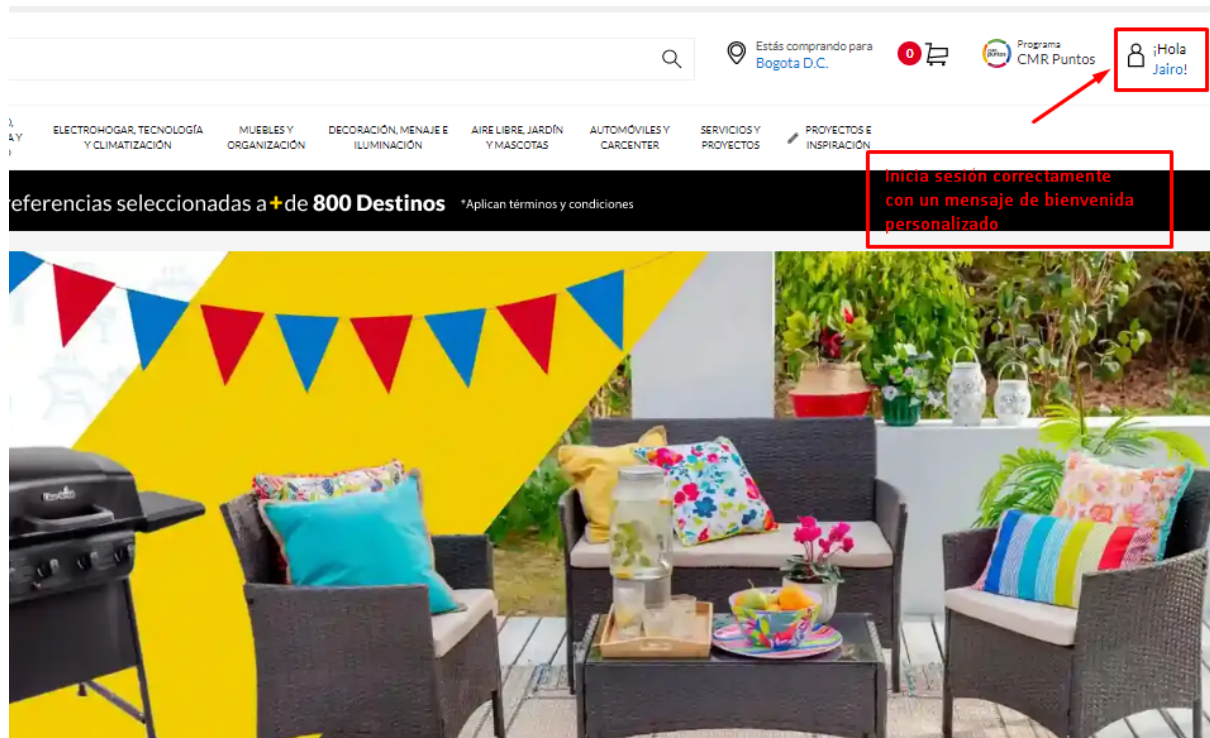 Estás comprando para
Bogota D.C.
0
Programa
CMR Puntos
¡Hola
Jairo!
ELECTROHOGAR, TECNOLOGÍA
Y CLIMATIZACIÓN
MUEBLES Y
ORGANIZACIÓN
DECORACIÓN, MENAJE E
ILUMINACIÓN
AIRE LIBRE, JARDÍN
Y MASCOTAS
AUTOMÓVILES Y
CARCENTER
SERVICIOS Y
PROYECTOS
PROYECTOS E
INSPIRACIÓN
eferencias seleccionadas a+de 800 Destinos *Aplican términos y condiciones
Inicia sesión correctamente
con un mensaje de bienvenida
personalizado